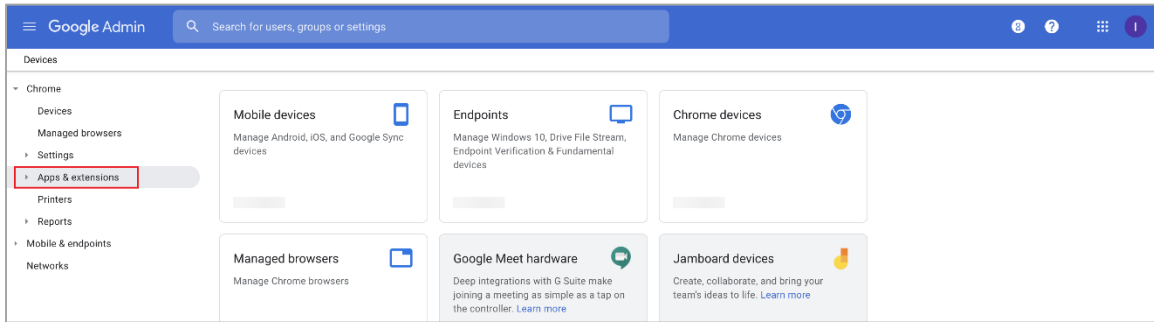 Google Admin
Search for users, groups or settings
8
?
I
Devices
Chrome
Devices
Managed browsers
Settings
Apps & extensions
Printers
Reports
Mobile & endpoints
Networks
Mobile devices
Manage Android, iOS, and Google Sync
devices
Endpoints
Manage Windows 10, Drive File Stream,
Endpoint Verification & Fundamental
devices
Chrome devices
Manage Chrome devices
Managed browsers
Manage Chrome browsers
Google Meet hardware
Deep integrations with G Suite make
joining a meeting as simple as a tap on
the controller. Learn more
Jamboard devices
Create, collaborate, and bring your
team's ideas to life. Learn more